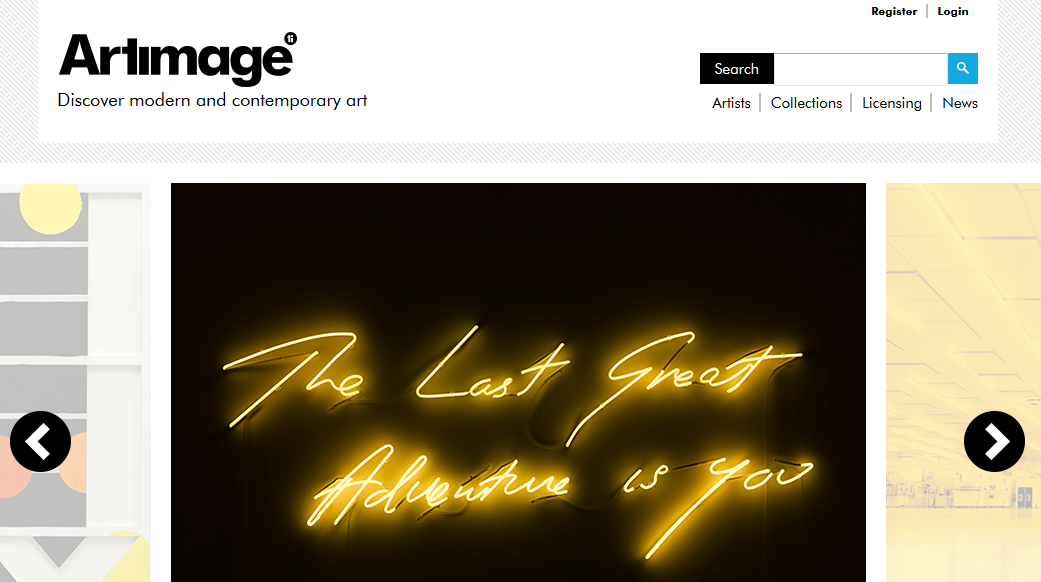 Register
Login
Artimage
Discover modern and contemporary art
Search
Artists
Collections
Licensing
News
The Last Great
Adventure is you